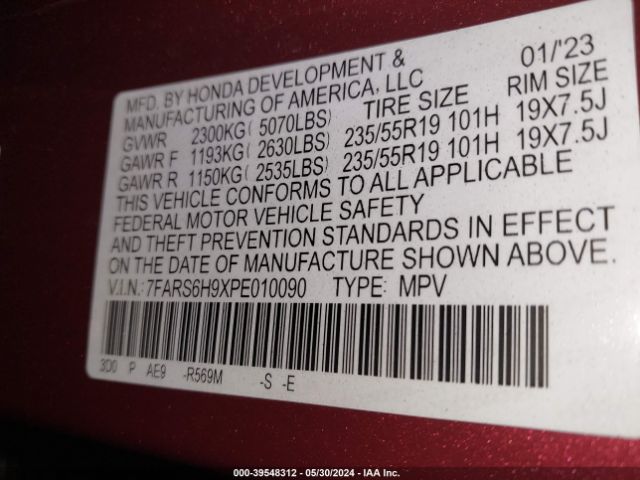 MFD. BY HONDA DEVELOPMENT & 01/'23
MANUFACTURING OF AMERICA, LLC
GVWR 2300KG( 5070LBS) TIRE SIZE RIM SIZE
GAWR F 1193KG( 2630LBS) 235/55R19 101H 19X7.5J
GAWR R 1150KG( 2535LBS) 235/55R19 101H 19X7.5J
THIS VEHICLE CONFORMS TO ALL APPLICABLE
FEDERAL MOTOR VEHICLE SAFETY
AND THEFT PREVENTION STANDARDS IN EFFECT
ON THE DATE OF MANUFACTURE SHOWN ABOVE.
V.I.N.: 7FARS6H9XPE010090 TYPE: MPV
3D0 P AE9 -R569M -S -E
000-39548312 - 05/30/2024 - IAA Inc.